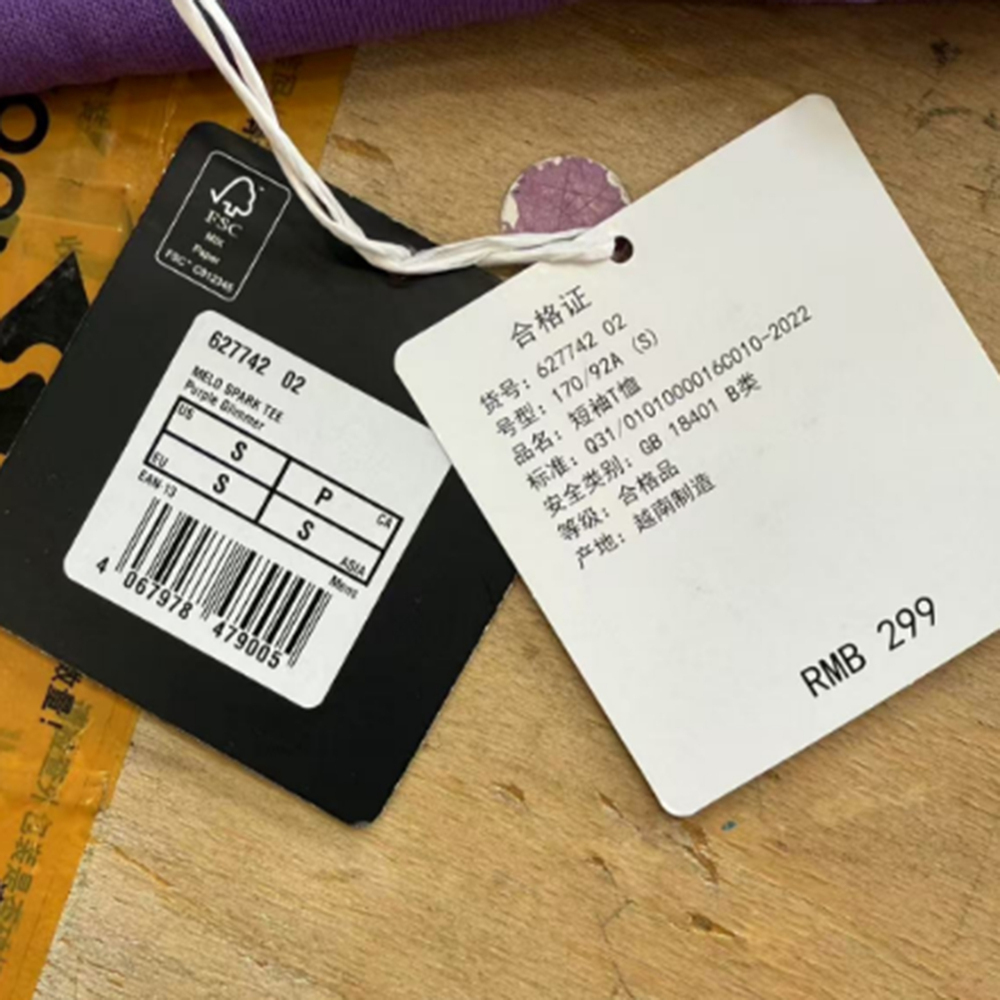 FSC
MIX
Paper
FSC™ C012345
627742 02
MELO SPARK TEE
Purple Glimmer
US S
P CA
EU S
S ASIA
EAN 13
Mens
4 067978 479005
合格证
货号: 627742 02
号型: 170/92A (S)
品名: 短袖T恤
标准: Q31/0101000016C010-2022
安全类别: GB 18401 B类
等级: 合格品
产地: 越南制造
RMB 299